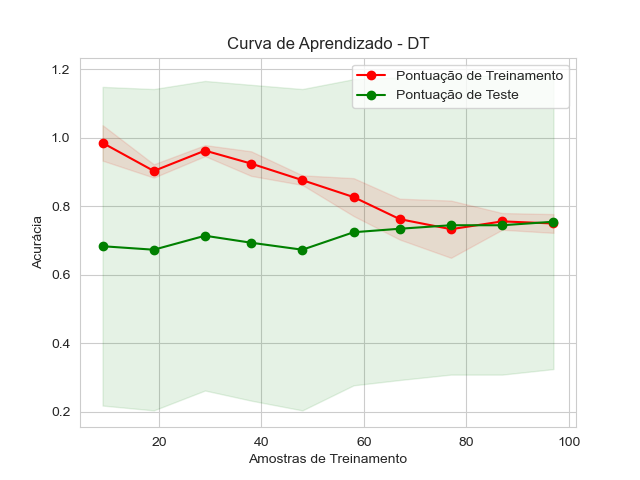 Curva de Aprendizado - DT
Pontuação de Treinamento
Pontuação de Teste
1.2
1.0
0.8
0.6
0.4
0.2
Acurácia
20
40
60
80
100
Amostras de Treinamento